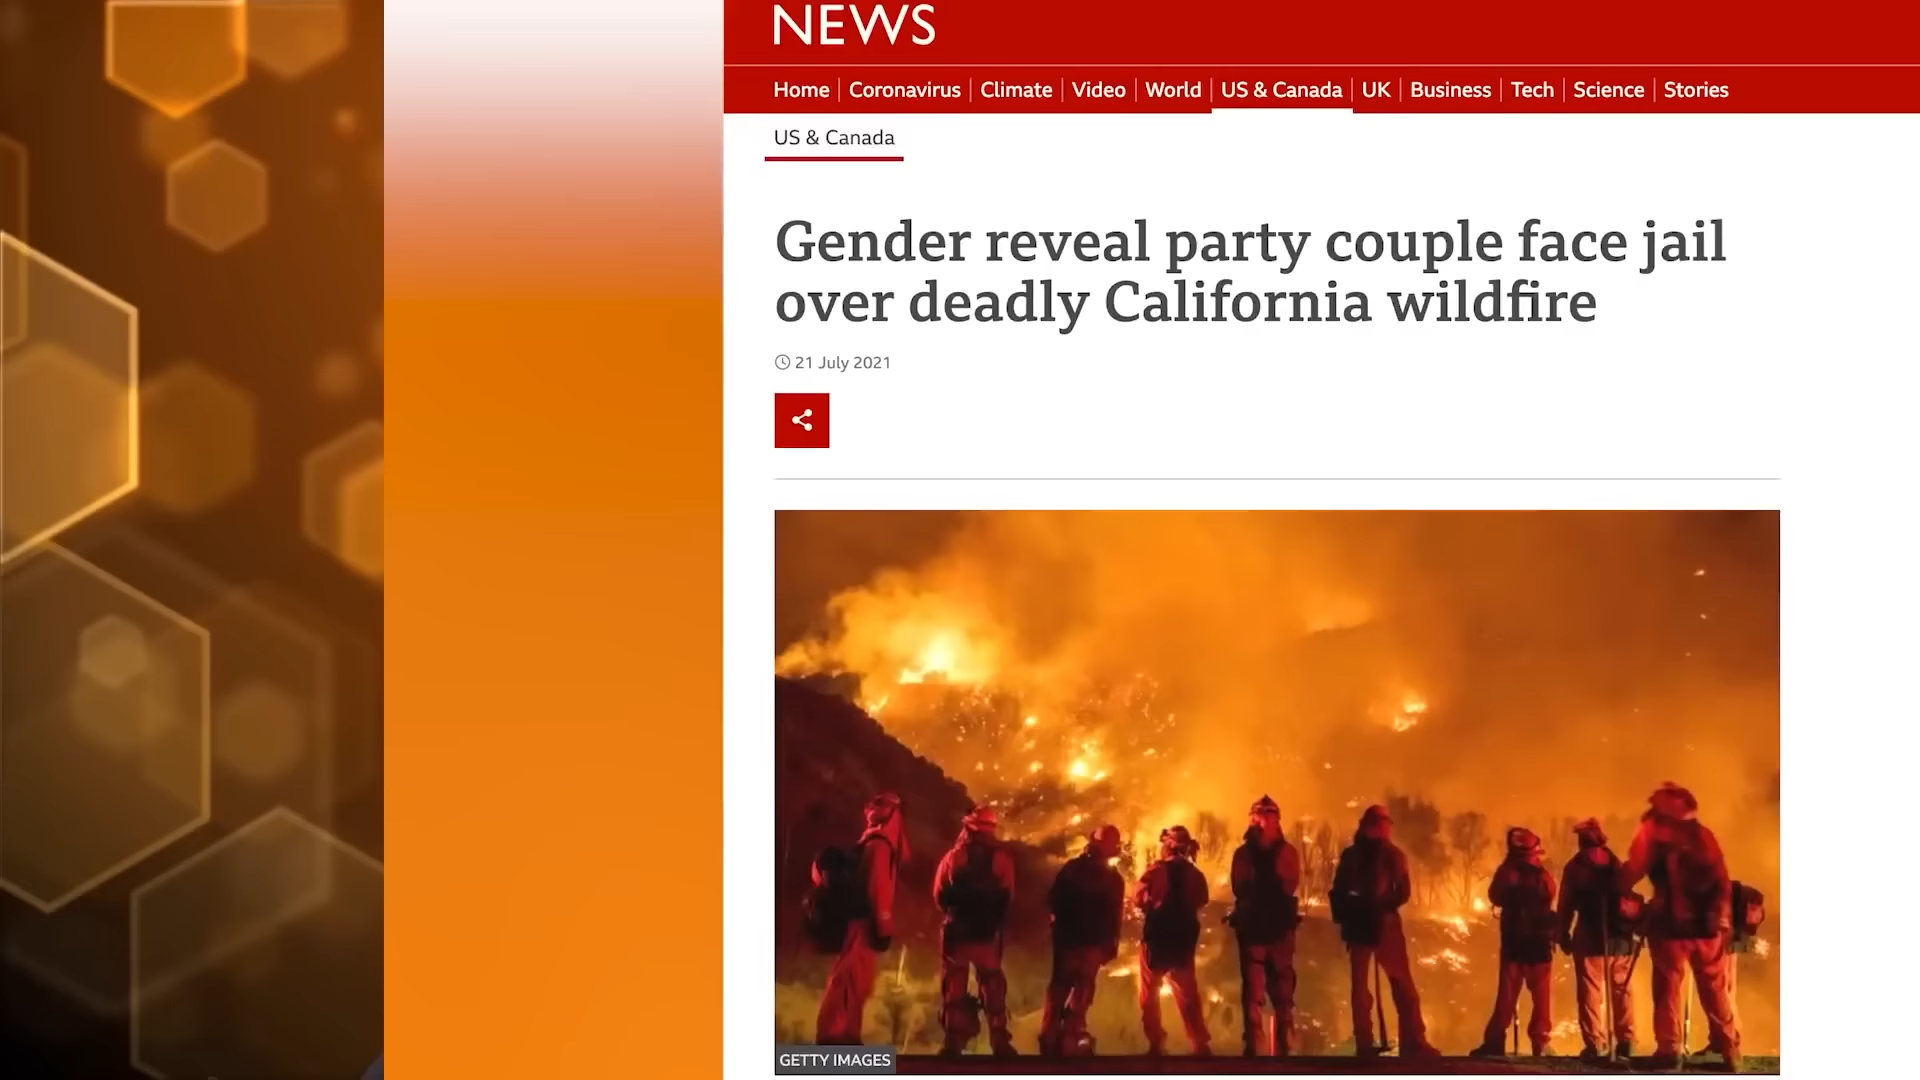 NEWS
Home Coronavirus Climate Video World US & Canada UK Business Tech Science Stories
US & Canada
Gender reveal party couple face jail
over deadly California wildfire
21 July 2021
GETTY IMAGES